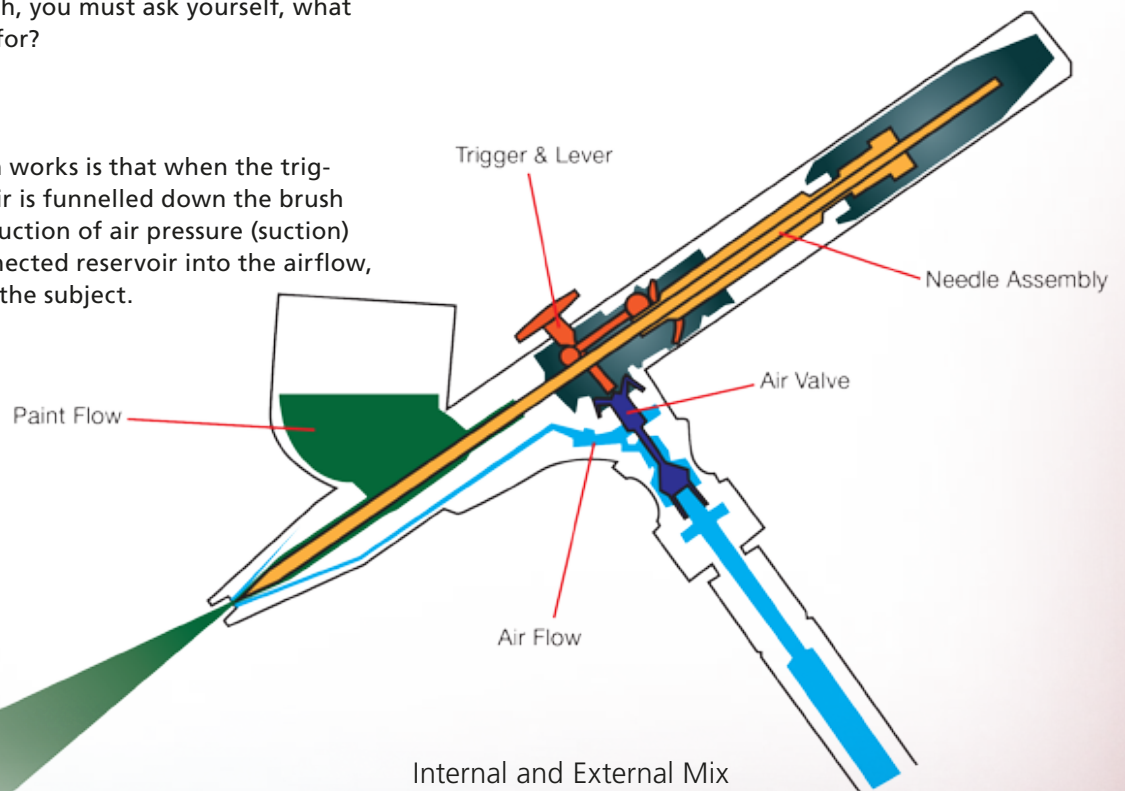 h, you must ask yourself, what
for?
works is that when the trig-
ir is funnelled down the brush
uction of air pressure (suction)
nected reservoir into the airflow,
the subject.
Trigger & Lever
Needle Assembly
Air Valve
Paint Flow
Air Flow
Internal and External Mix